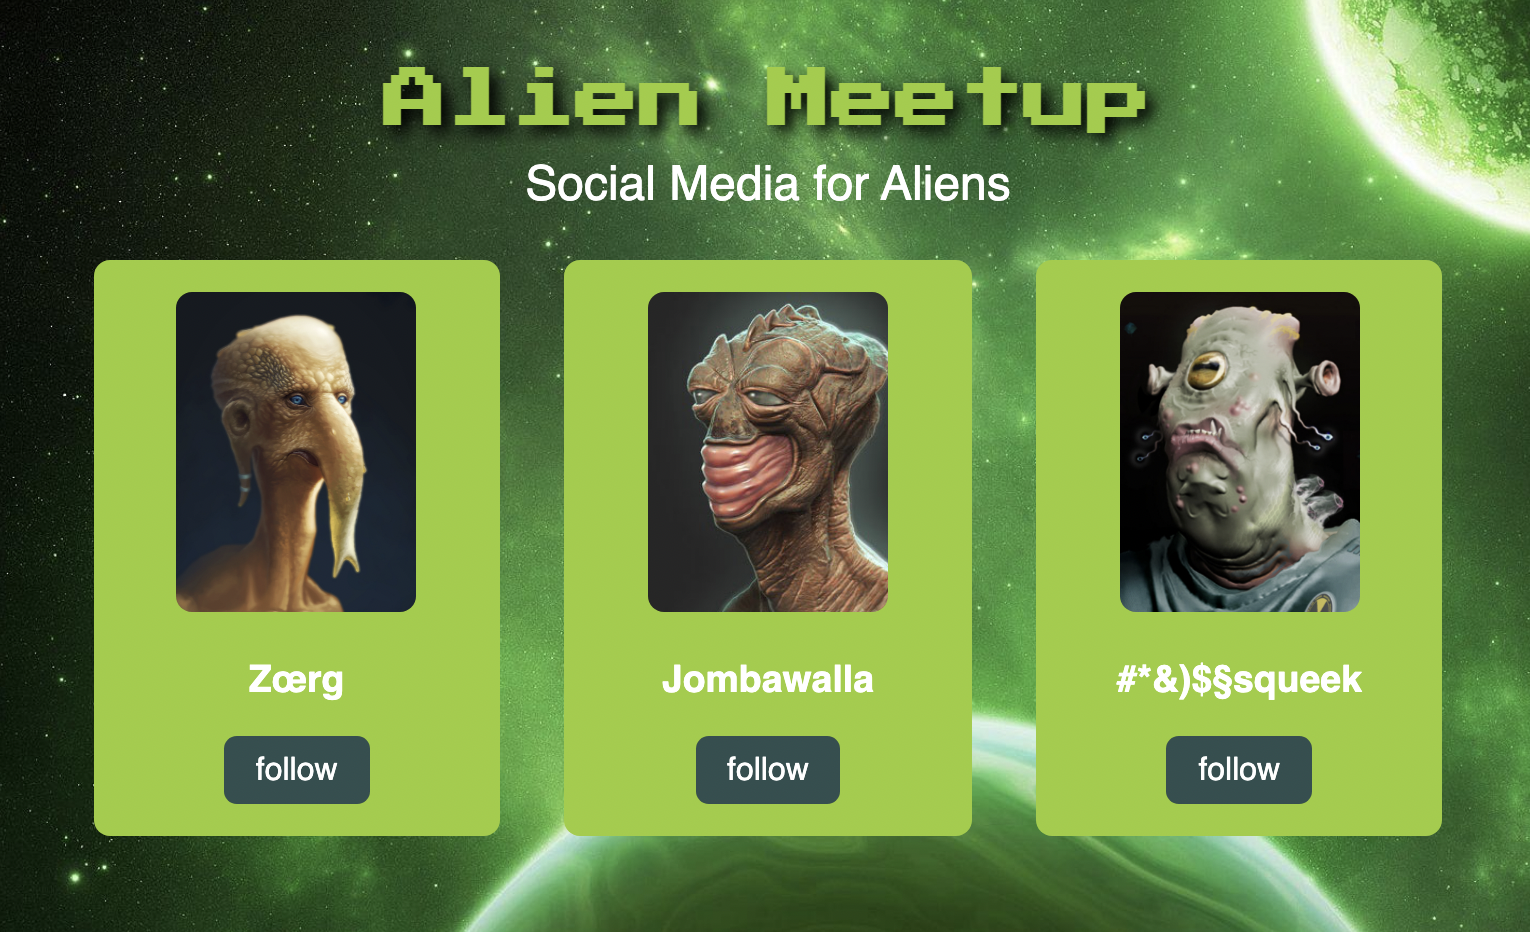 Alien Meetup
Social Media for Aliens
Zœrg
Jombawalla
#*&)$§squeek
follow
follow
follow